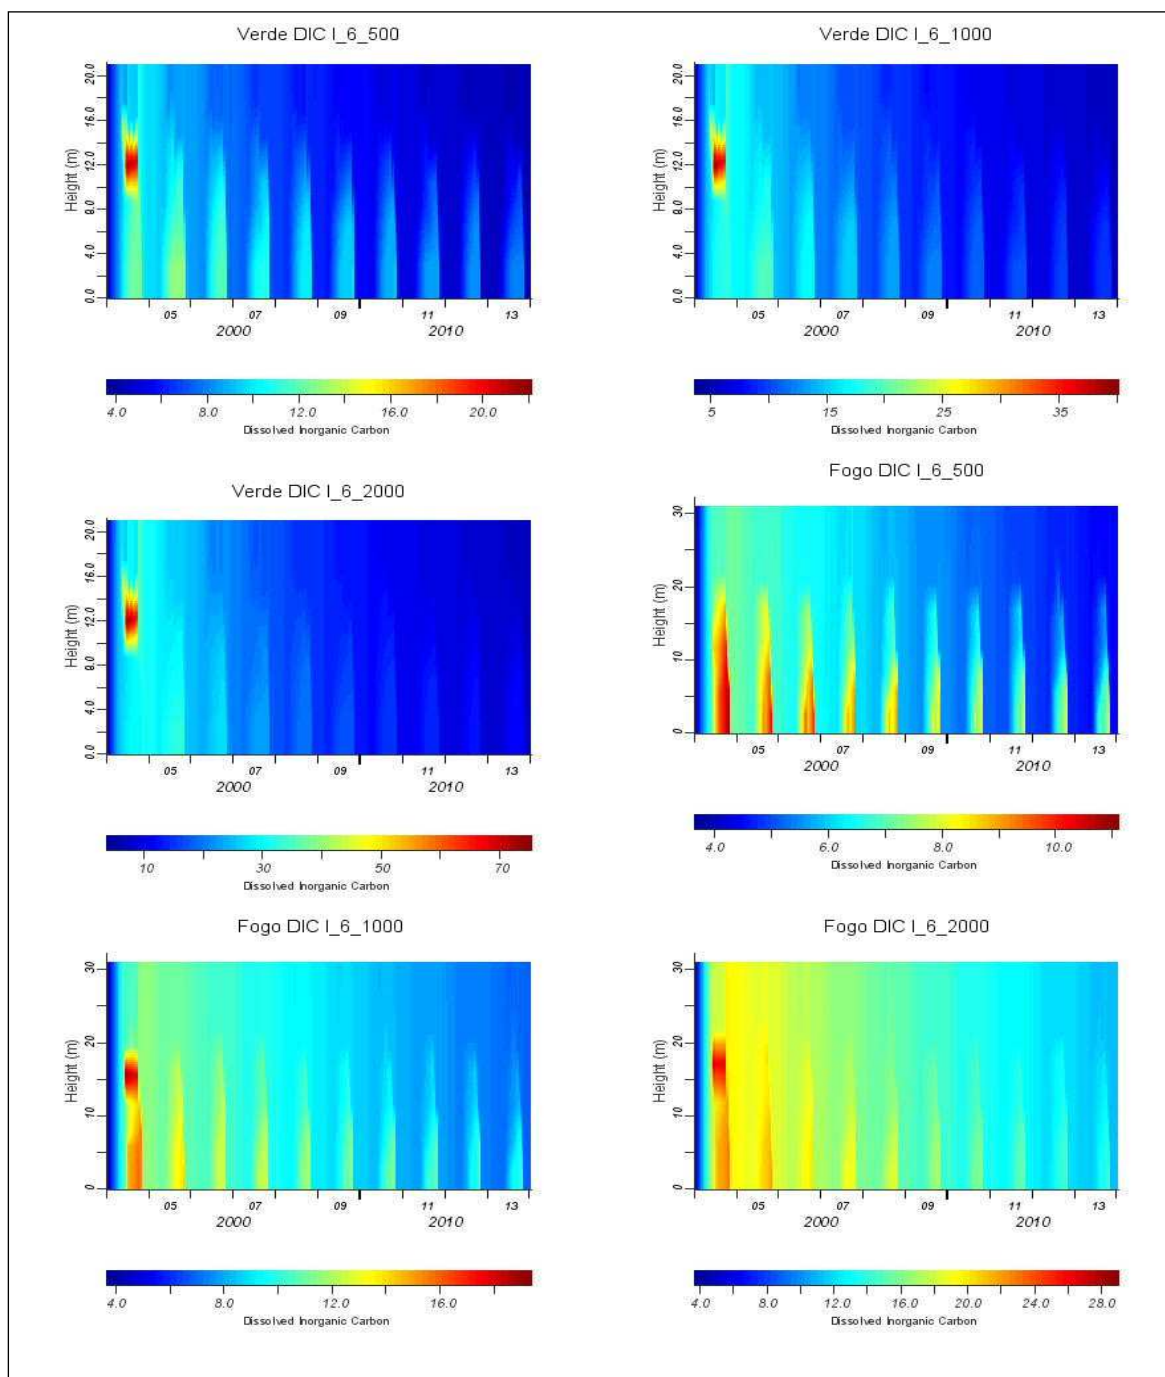 Verde DIC I_6_500
Height (m)
20.0
16.0
12.0
8.0
4.0
0.0
05 07 09 11 13
2000 2010
4.0 8.0 12.0 16.0 20.0
Dissolved Inorganic Carbon
Verde DIC I_6_1000
Height (m)
20.0
16.0
12.0
8.0
4.0
0.0
05 07 09 11 13
2000 2010
5 15 25 35
Dissolved Inorganic Carbon
Verde DIC I_6_2000
Height (m)
20.0
16.0
12.0
8.0
4.0
0.0
05 07 09 11 13
2000 2010
10 30 50 70
Dissolved Inorganic Carbon
Fogo DIC I_6_500
Height (m)
30
20
10
0
05 07 09 11 13
2000 2010
4.0 6.0 8.0 10.0
Dissolved Inorganic Carbon
Fogo DIC I_6_1000
Height (m)
30
20
10
0
05 07 09 11 13
2000 2010
4.0 8.0 12.0 16.0
Dissolved Inorganic Carbon
Fogo DIC I_6_2000
Height (m)
30
20
10
0
05 07 09 11 13
2000 2010
4.0 8.0 12.0 16.0 20.0 24.0 28.0
Dissolved Inorganic Carbon